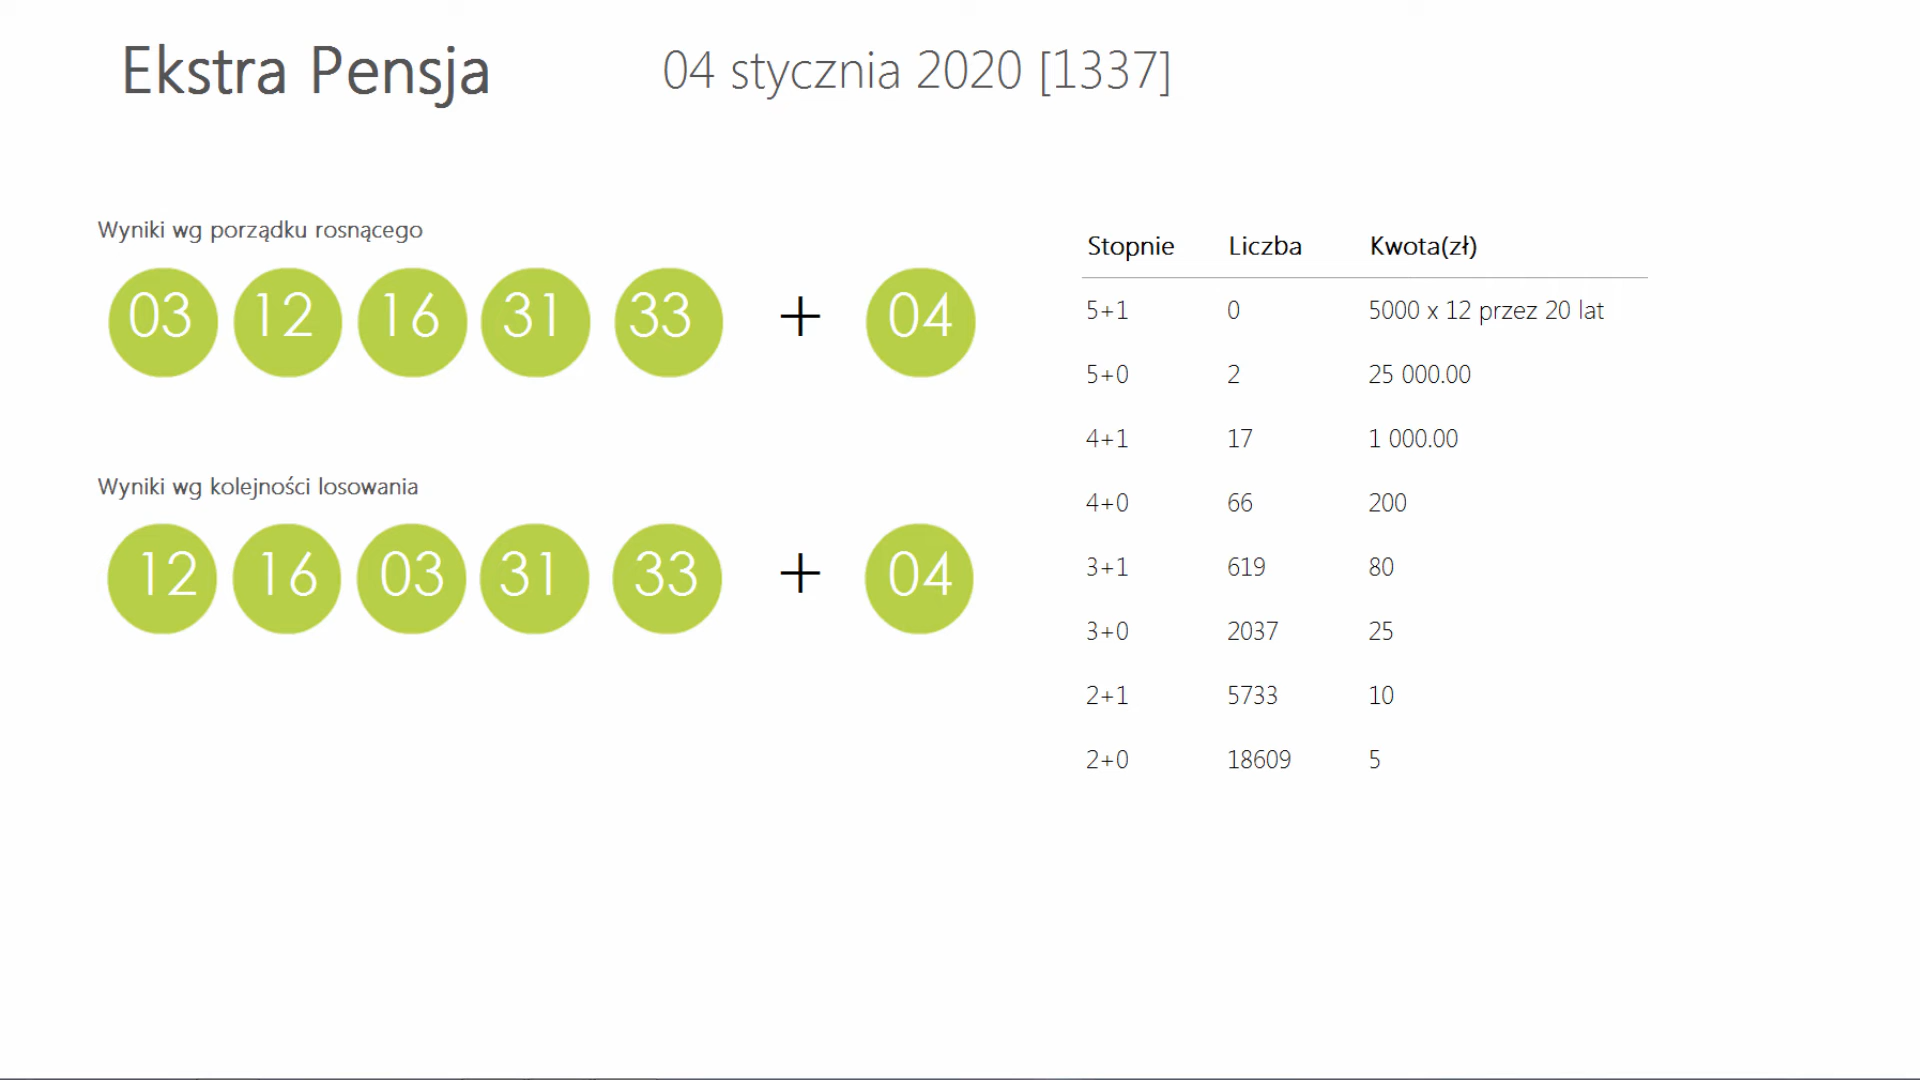 Ekstra Pensja
04 stycznia 2020 [1337]
Wyniki wg porządku rosnącego
03 12 16 31 33 + 04
Wyniki wg kolejności losowania
12 16 03 31 33 + 04
Stopnie Liczba Kwota(zł)
5+1 0 5000 x 12 przez 20 lat
5+0 2 25 000.00
4+1 17 1 000.00
4+0 66 200
3+1 619 80
3+0 2037 25
2+1 5733 10
2+0 18609 5